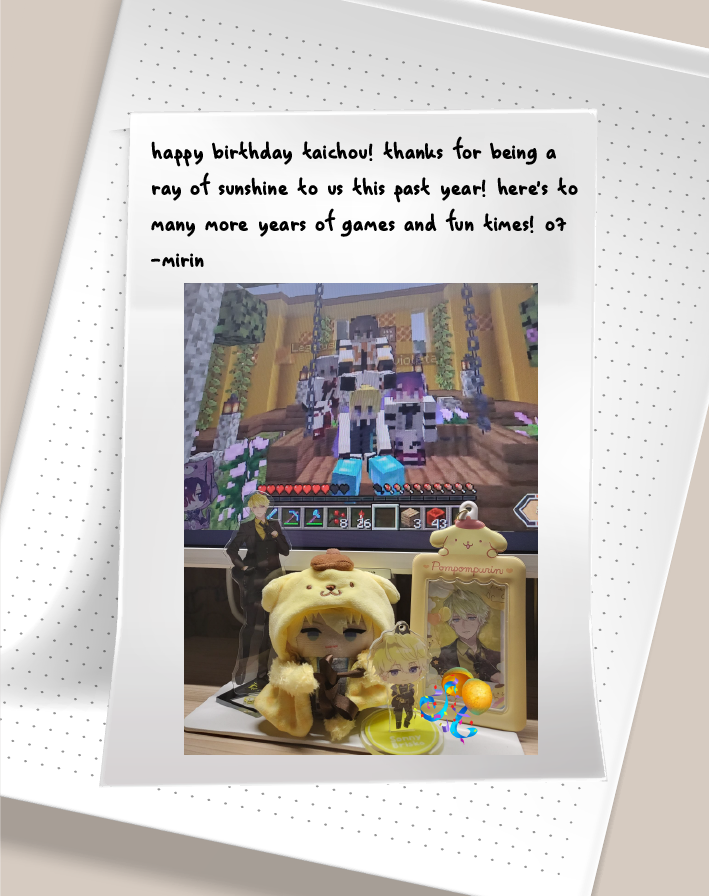 happy birthday taichou! thanks for being a
ray of sunshine to us this past year! here's to
many more years of games and fun times! o7
-mirin
8
26
3
43
Pompompurin